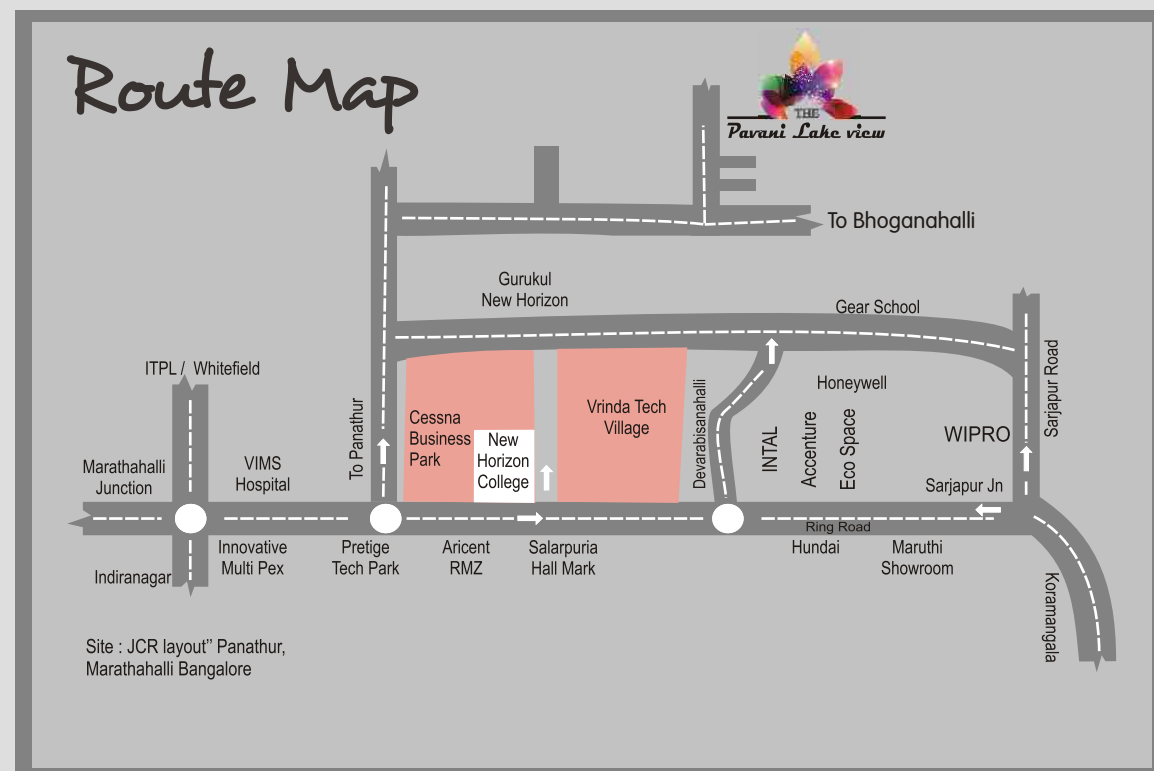 Route Map
THE
Pavani Lake view
To Bhoganahalli
Gurukul
New Horizon
Gear School
ITPL / Whitefield
Marathahalli
Junction
VIMS
Hospital
To Panathur
Cessna
Business
Park
New
Horizon
College
Vrinda Tech
Village
Devarabisanahalli
INTAL
Accenture
Eco Space
Honeywell
WIPRO
Sarjapur Road
Sarjapur Jn
Ring Road
Indiranagar
Innovative
Multi Pex
Pretige
Tech Park
Aricent
RMZ
Salarpuria
Hall Mark
Hundai
Maruthi
Showroom
Koramangala
Site : JCR layout” Panathur,
Marathahalli Bangalore